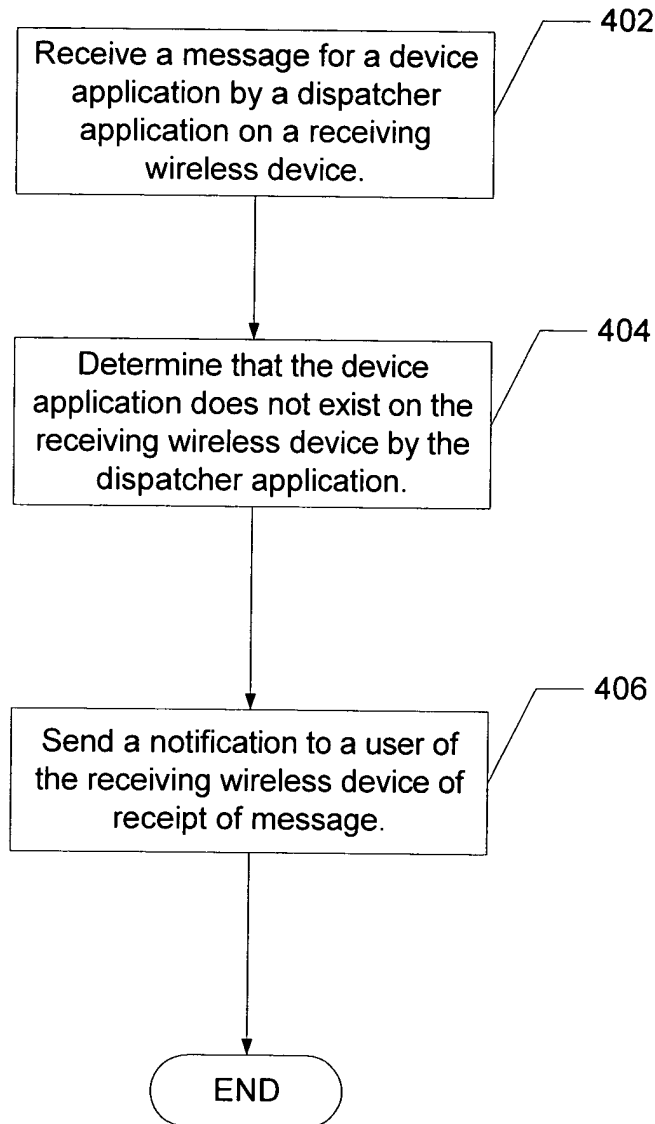 402
Receive a message for a device
application by a dispatcher
application on a receiving
wireless device.
404
Determine that the device
application does not exist on the
receiving wireless device by the
dispatcher application.
406
Send a notification to a user of
the receiving wireless device of
receipt of message.
END